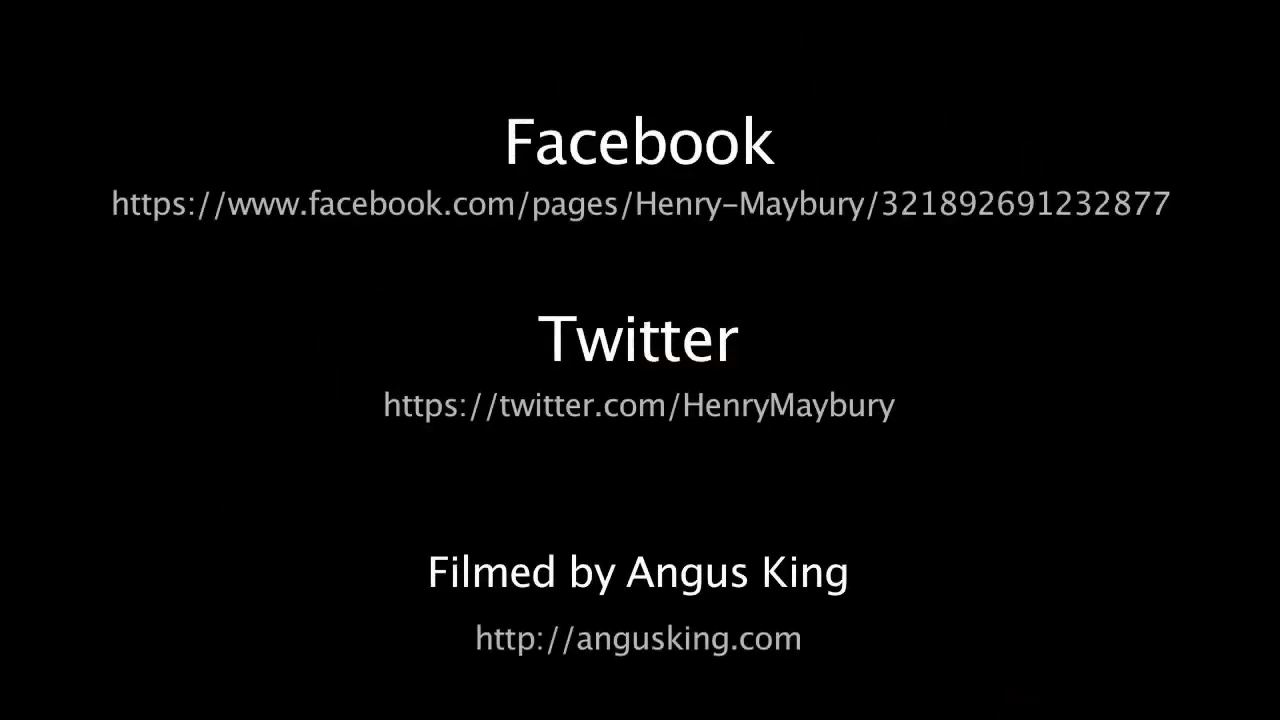 Facebook
https://www.facebook.com/pages/Henry-Maybury/321892691232877
Twitter
https://twitter.com/HenryMaybury
Filmed by Angus King
http://angusking.com